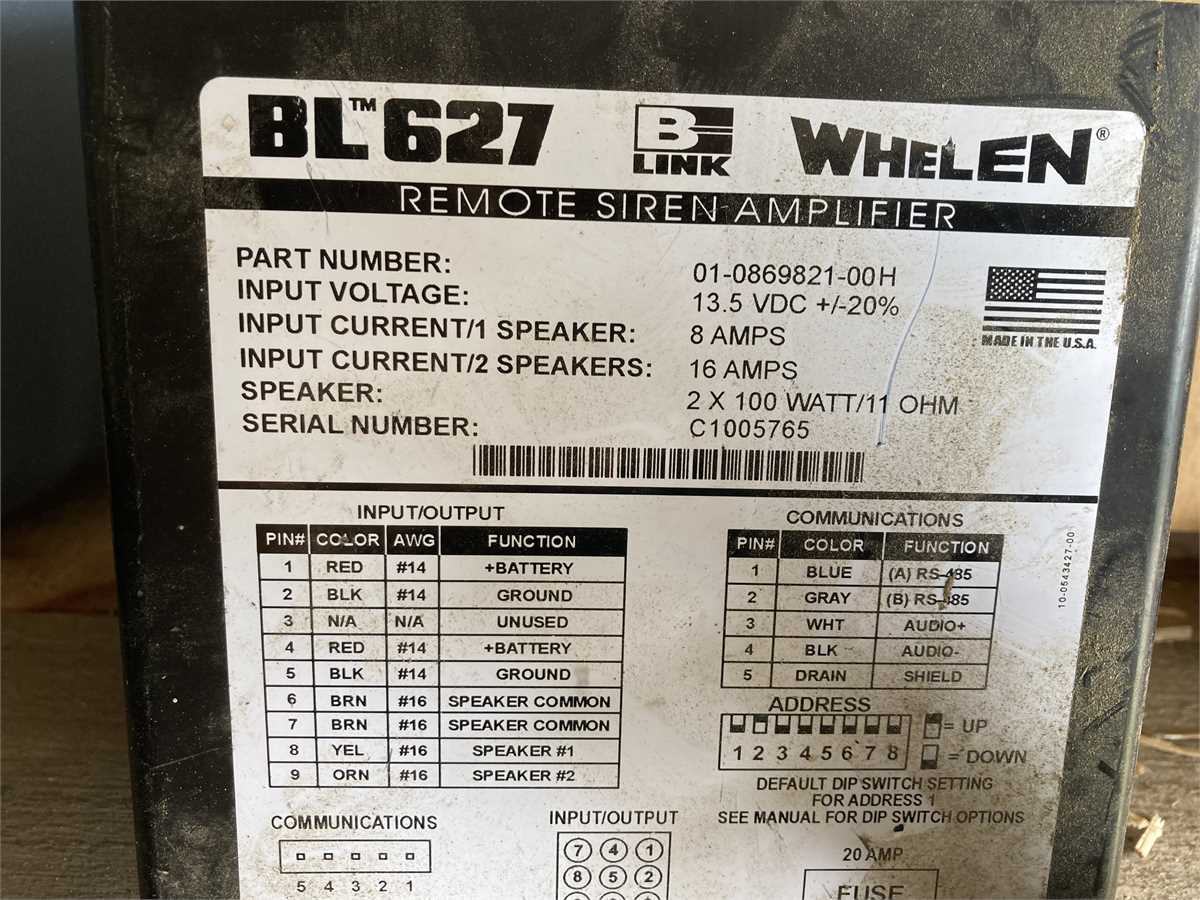 BL™627
B LINK
WHELEN®
REMOTE SIREN AMPLIFIER
PART NUMBER: 01-0869821-00H
INPUT VOLTAGE: 13.5 VDC +/-20%
INPUT CURRENT/1 SPEAKER: 8 AMPS
INPUT CURRENT/2 SPEAKERS: 16 AMPS
SPEAKER: 2 X 100 WATT/11 OHM
SERIAL NUMBER: C1005765
MADE IN THE U.S.A.
INPUT/OUTPUT
PIN# COLOR AWG FUNCTION
1 RED #14 +BATTERY
2 BLK #14 GROUND
3 N/A N/A UNUSED
4 RED #14 +BATTERY
5 BLK #14 GROUND
6 BRN #16 SPEAKER COMMON
7 BRN #16 SPEAKER COMMON
8 YEL #16 SPEAKER #1
9 ORN #16 SPEAKER #2
COMMUNICATIONS
PIN# COLOR FUNCTION
1 BLUE (A) RS-485
2 GRAY (B) RS-485
3 WHT AUDIO+
4 BLK AUDIO-
5 DRAIN SHIELD
10-0543427-00
ADDRESS
1 2 3 4 5 6 7 8
= UP
= DOWN
DEFAULT DIP SWITCH SETTING
FOR ADDRESS 1
SEE MANUAL FOR DIP SWITCH OPTIONS
COMMUNICATIONS
5 4 3 2 1
INPUT/OUTPUT
7 4 1
8 5 2
20 AMP
FUSE